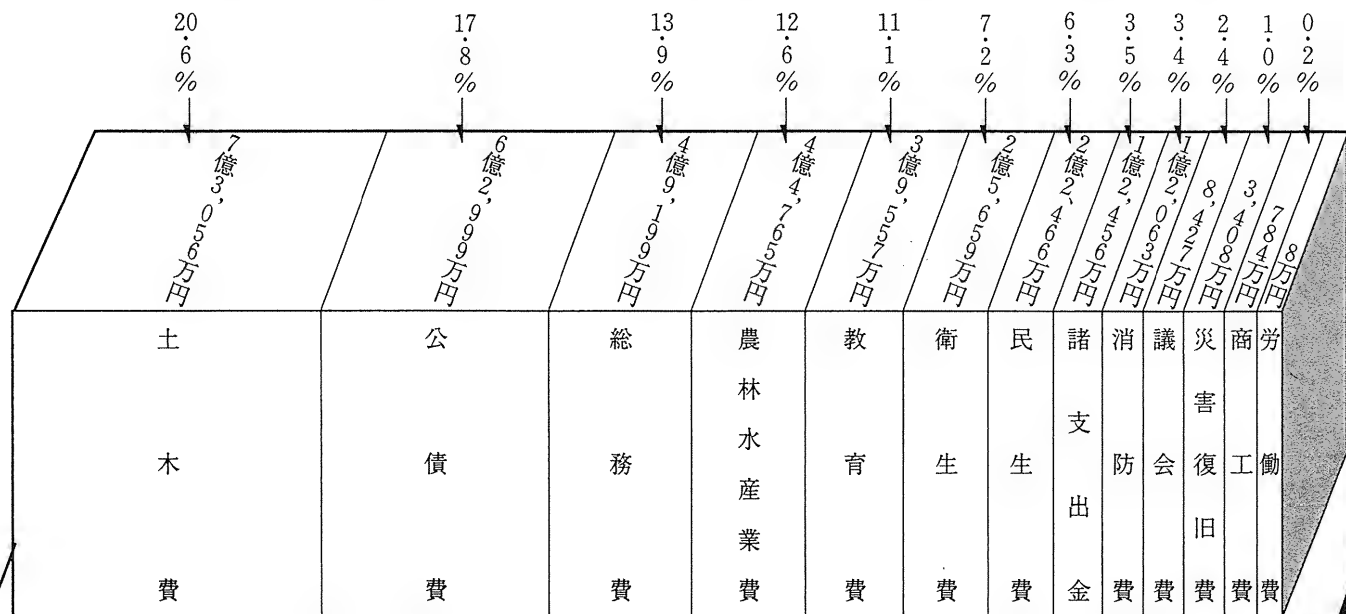 20.6%
17.8%
13.9%
12.6%
11.1%
7.2%
6.3%
3.5%
3.4%
2.4%
1.0%
0.2%
7億3,056万円
6億2,999万円
4億9,199万円
4億4,765万円
3億9,557万円
2億5,659万円
2億2,466万円
1億2,456万円
1億2,063万円
8,427万円
3,408万円
784万円
8万円
土木費
公債費
総務費
農林水産業費
教育費
衛生費
民生費
諸支出金
消防費
議会費
災害復旧費
商工費
労働費